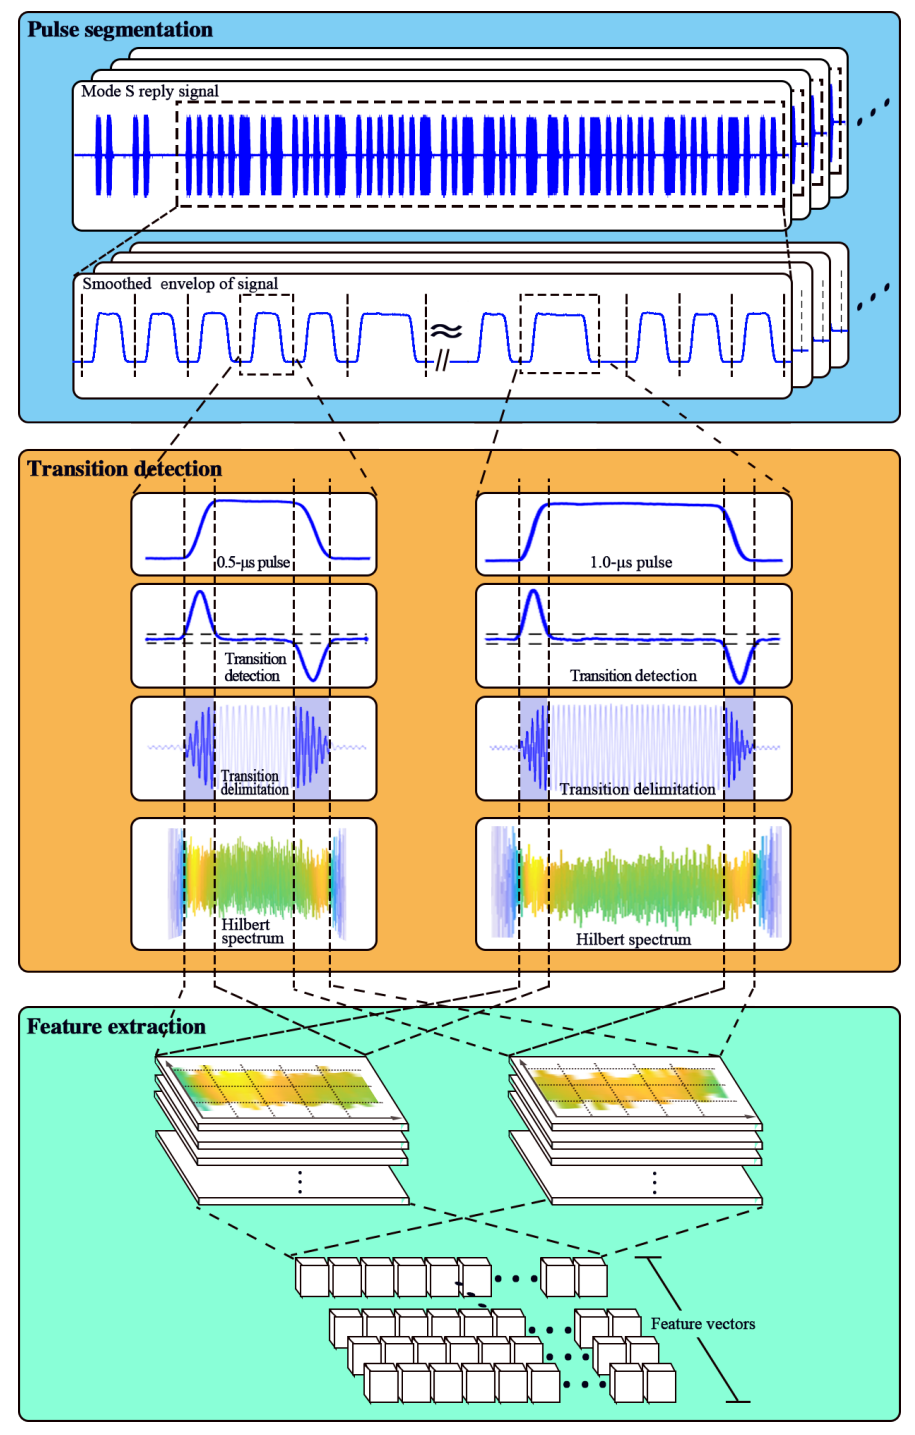 Pulse segmentation
Mode S reply signal
Smoothed envelop of signal
Transition detection
0.5-μs pulse
1.0-μs pulse
Transition
detection
Transition detection
Transition
delimitation
Transition delimitation
Hilbert
spectrum
Hilbert spectrum
Feature extraction
Feature vectors